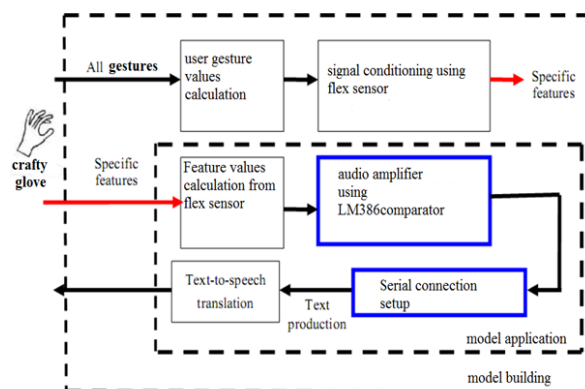 All gestures
user gesture
values
calculation
signal conditioning using
flex sensor
Specific
features
crafty
glove
Specific
features
Feature values
calculation from
flex sensor
audio amplifier
using
LM386comparator
Text-to-speech
translation
Text
production
Serial connection
setup
model application
model building